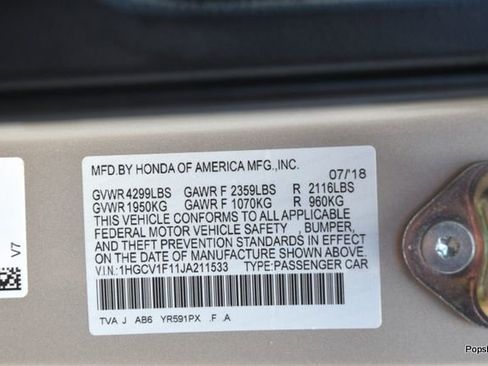 MFD.BY HONDA OF AMERICA MFG.,INC. 07/'18
GVWR 4299LBS GAWR F 2359LBS R 2116LBS
GVWR 1950KG GAWR F 1070KG R 960KG
THIS VEHICLE CONFORMS TO ALL APPLICABLE
FEDERAL MOTOR VEHICLE SAFETY , BUMPER,
AND THEFT PREVENTION STANDARDS IN EFFECT
ON THE DATE OF MANUFACTURE SHOWN ABOVE.
V.I.N:1HGCV1F11JA211533 TYPE:PASSENGER CAR
TVA J AB6 YR591PX .F .A
V7